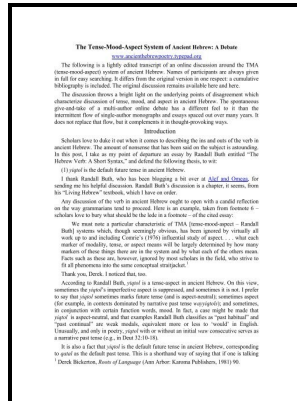 The Tense-Mood-Aspect System of Ancient Hebrew: A Debate
www.ancienthebrewpoetry.typepad.org
The following is a lightly edited transcript of an online discussion around the TMA
(tense-mood-aspect) system of ancient Hebrew. Names of participants are always given
in full for easy searching. It differs from the original version in one respect: a cumulative
bibliography is included. The original discussion remains available here and here.
The discussion throws a bright light on the underlying points of disagreement which
characterize discussion of tense, mood, and aspect in ancient Hebrew. The spontaneous
give-and-take of a multi-author online debate has a different feel to it than the
intermittent flow of single-author monographs and essays spaced out over many years. It
does not replace that flow, but it complements it in thought-provoking ways.
Introduction
Scholars love to duke it out when it comes to describing the ins and outs of the verb in
ancient Hebrew. The amount of nonsense that has been said on the subject is astounding.
In this post, I take as my point of departure an essay by Randall Buth entitled “The
Hebrew Verb: A Short Syntax,” and defend the following thesis, to wit:
(1) yiqtol is the default future tense in ancient Hebrew.
I thank Randall Buth, who has been blogging a bit over at Alef and Omega, for
sending me his helpful discussion. Randall Buth’s discussion is a chapter, it seems, from
his “Living Hebrew” textbook, which I have on order.
Any discussion of the verb in ancient Hebrew ought to open with a careful reflection
on the way grammarians tend to proceed. Here is an example, taken from footnote 6 –
scholars love to bury what should be the lede in a footnote – of the cited essay:
We must note a particular characteristic of TMA [tense-mood-aspect – Randall
Buth] systems which, though seemingly obvious, has been ignored by virtually all
work up to and including Comrie’s (1976) influential study of aspect. . . . what each
marker of modality, tense, or aspect means will be largely determined by how many
markers of these things there are in the system and by what each of the others mean.
Facts such as these are, however, ignored by most scholars in the field, who strive to
fit all phenomena into the same conceptual straitjacket.¹
Thank you, Derek. I noticed that, too.
According to Randall Buth, yiqtol is a tense-aspect in ancient Hebrew. On this view,
sometimes the yiqtol’s imperfective aspect is suppressed, and sometimes it is not. I prefer
to say that yiqtol sometimes marks future tense (and is aspect-neutral); sometimes aspect
(for example, in contexts dominated by narrative past tense wayyiqtols); and sometimes,
in conjunction with certain function words, mood. In fact, a case might be made that
yiqtol is aspect-neutral, and that examples Randall Buth classifies as “past habitual” and
“past continual” are weak modals, equivalent more or less to ‘would’ in English.
Unusually, and only in poetry, yiqtol with or without an initial vav consecutive serves as
a narrative past tense (e.g., in Deut 32:10-18).
It is also a fact that yiqtol is the default future tense in ancient Hebrew, corresponding
to qatal as the default past tense. This is a shorthand way of saying that if one is talking
¹ Derek Bickerton, Roots of Language (Ann Arbor: Karoma Publishers, 1981) 90.